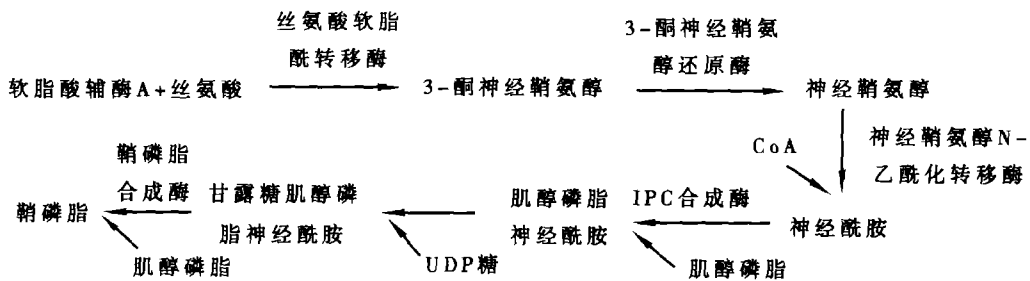 丝氨酸软脂
酰转移酶
3-酮神经鞘氨
醇还原酶
软脂酸辅酶A+丝氨酸
3-酮神经鞘氨醇
神经鞘氨醇
CoA
神经鞘氨醇N-
乙酰化转移酶
鞘磷脂
合成酶
鞘磷脂
甘露糖肌醇磷
脂神经酰胺
肌醇磷脂
神经酰胺
IPC合成酶
神经酰胺
肌醇磷脂
UDP糖
肌醇磷脂